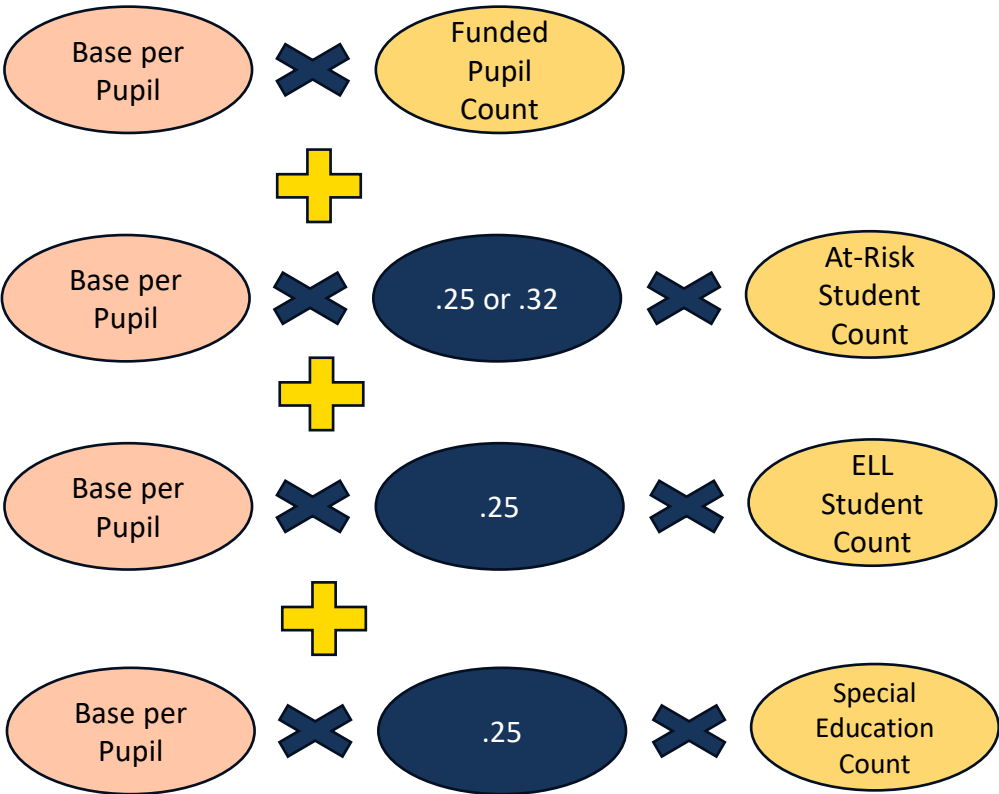 Base per
Pupil
Funded
Pupil
Count
Base per
Pupil
.25 or .32
At-Risk
Student
Count
Base per
Pupil
.25
ELL
Student
Count
Base per
Pupil
.25
Special
Education
Count